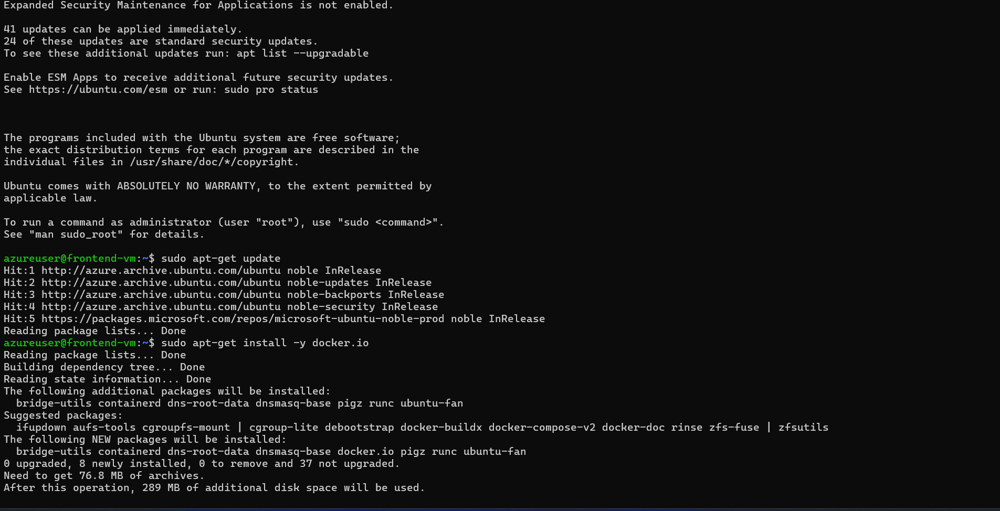 Expanded Security Maintenance for Applications is not enabled.
41 updates can be applied immediately.
24 of these updates are standard security updates.
To see these additional updates run: apt list --upgradable
Enable ESM Apps to receive additional future security updates.
See https://ubuntu.com/esm or run: sudo pro status
The programs included with the Ubuntu system are free software;
the exact distribution terms for each program are described in the
individual files in /usr/share/doc/*/copyright.
Ubuntu comes with ABSOLUTELY NO WARRANTY, to the extent permitted by
applicable law.
To run a command as administrator (user "root"), use "sudo <command>".
See "man sudo_root" for details.
azureuser@frontend-vm:~$ sudo apt-get update
Hit:1 http://azure.archive.ubuntu.com/ubuntu noble InRelease
Hit:2 http://azure.archive.ubuntu.com/ubuntu noble-updates InRelease
Hit:3 http://azure.archive.ubuntu.com/ubuntu noble-backports InRelease
Hit:4 http://azure.archive.ubuntu.com/ubuntu noble-security InRelease
Hit:5 https://packages.microsoft.com/repos/microsoft-ubuntu-noble-prod noble InRelease
Reading package lists... Done
azureuser@frontend-vm:~$ sudo apt-get install -y docker.io
Reading package lists... Done
Building dependency tree... Done
Reading state information... Done
The following additional packages will be installed:
  bridge-utils containerd dns-root-data dnsmasq-base pigz runc ubuntu-fan
Suggested packages:
  ifupdown aufs-tools cgroupfs-mount | cgroup-lite debootstrap docker-buildx docker-compose-v2 docker-doc rinse zfs-fuse | zfsutils
The following NEW packages will be installed:
  bridge-utils containerd dns-root-data dnsmasq-base docker.io pigz runc ubuntu-fan
0 upgraded, 8 newly installed, 0 to remove and 37 not upgraded.
Need to get 76.8 MB of archives.
After this operation, 289 MB of additional disk space will be used.